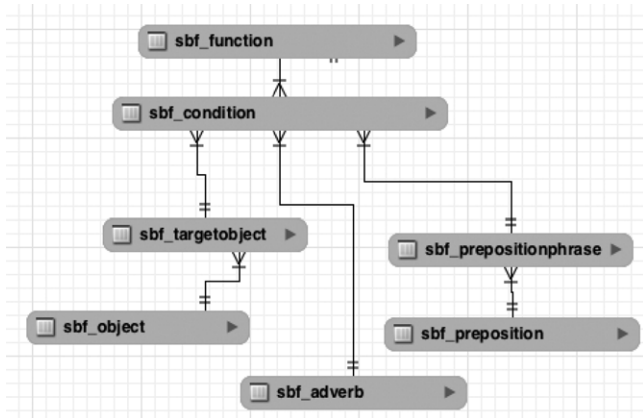 sbf_function
sbf_condition
sbf_targetobject
sbf_prepositionphrase
sbf_object
sbf_preposition
sbf_adverb